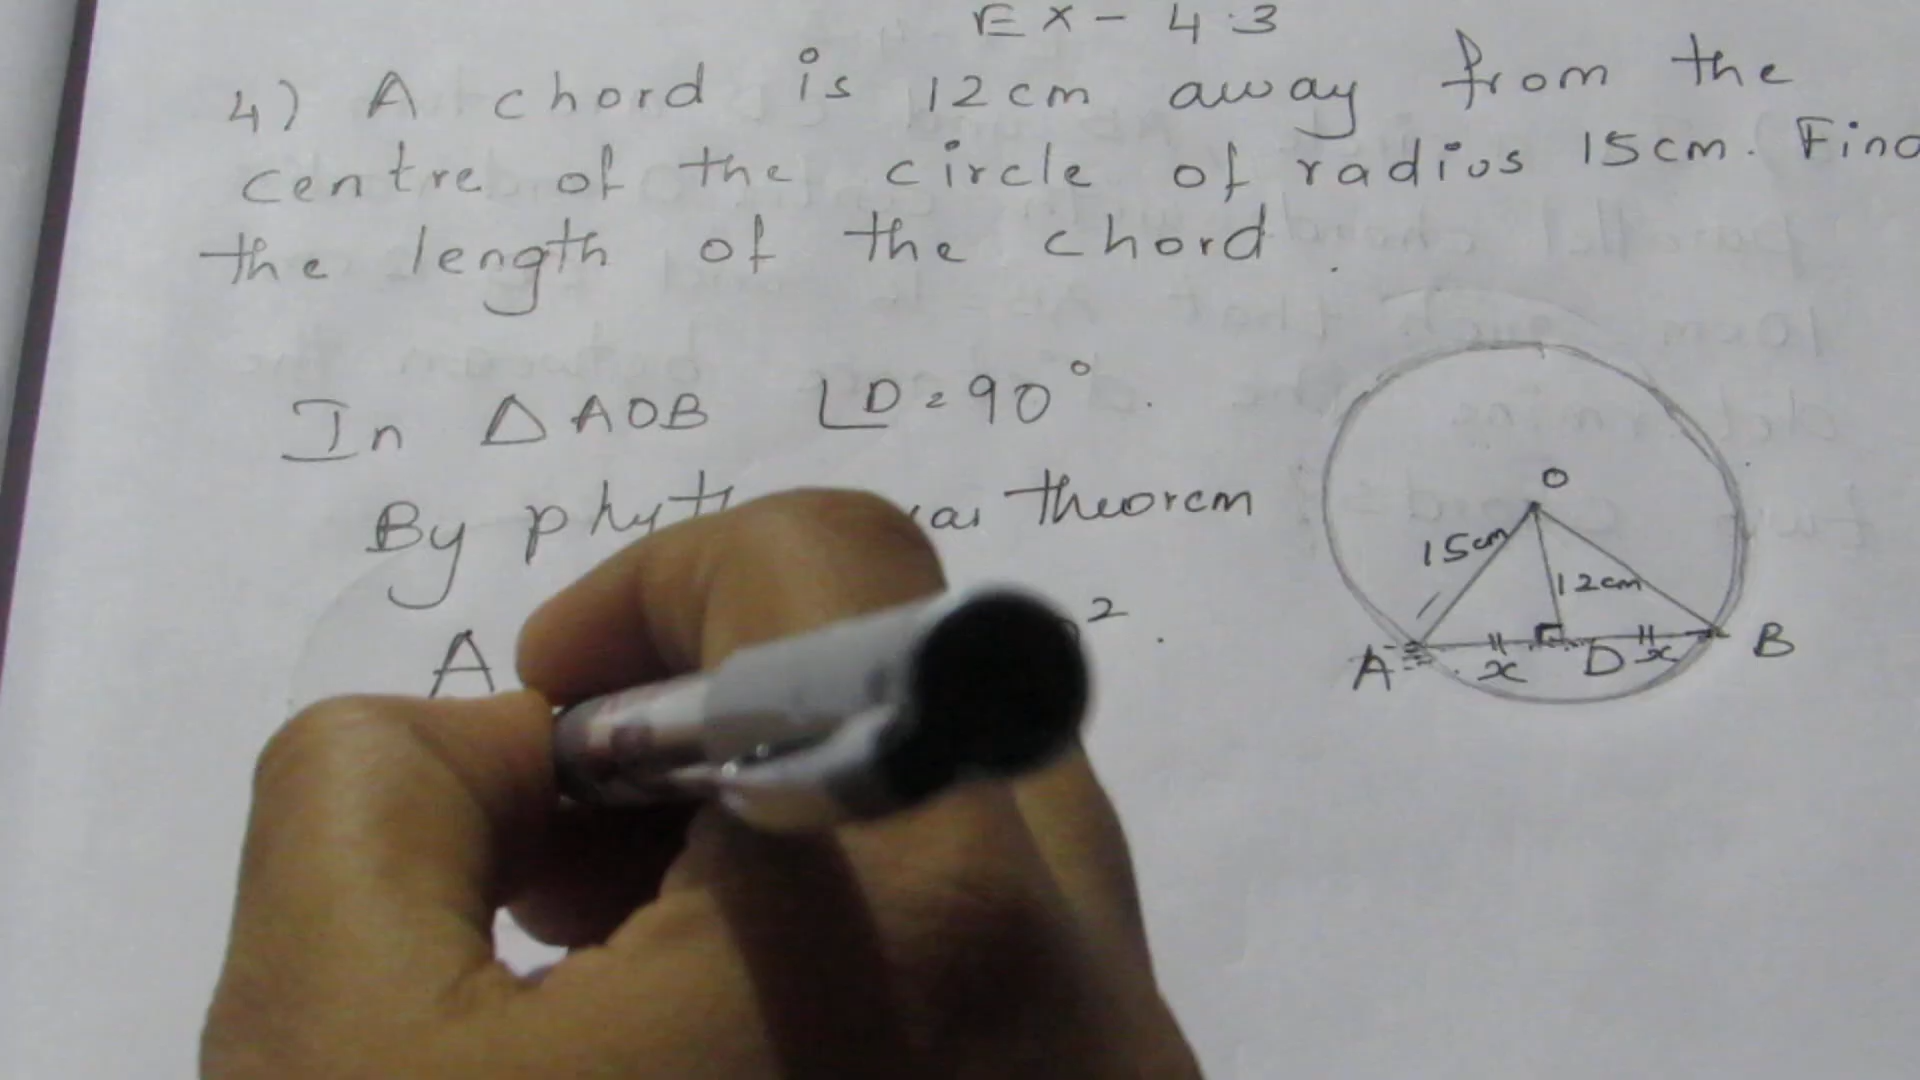 Ex - 4.3
4) A chord is 12cm away from the
centre of the circle of radius 15cm. Find
the length of the chord.
In △AOB ∠D = 90°
By theorem
A 2.
O
15cm
12cm
A x D x B